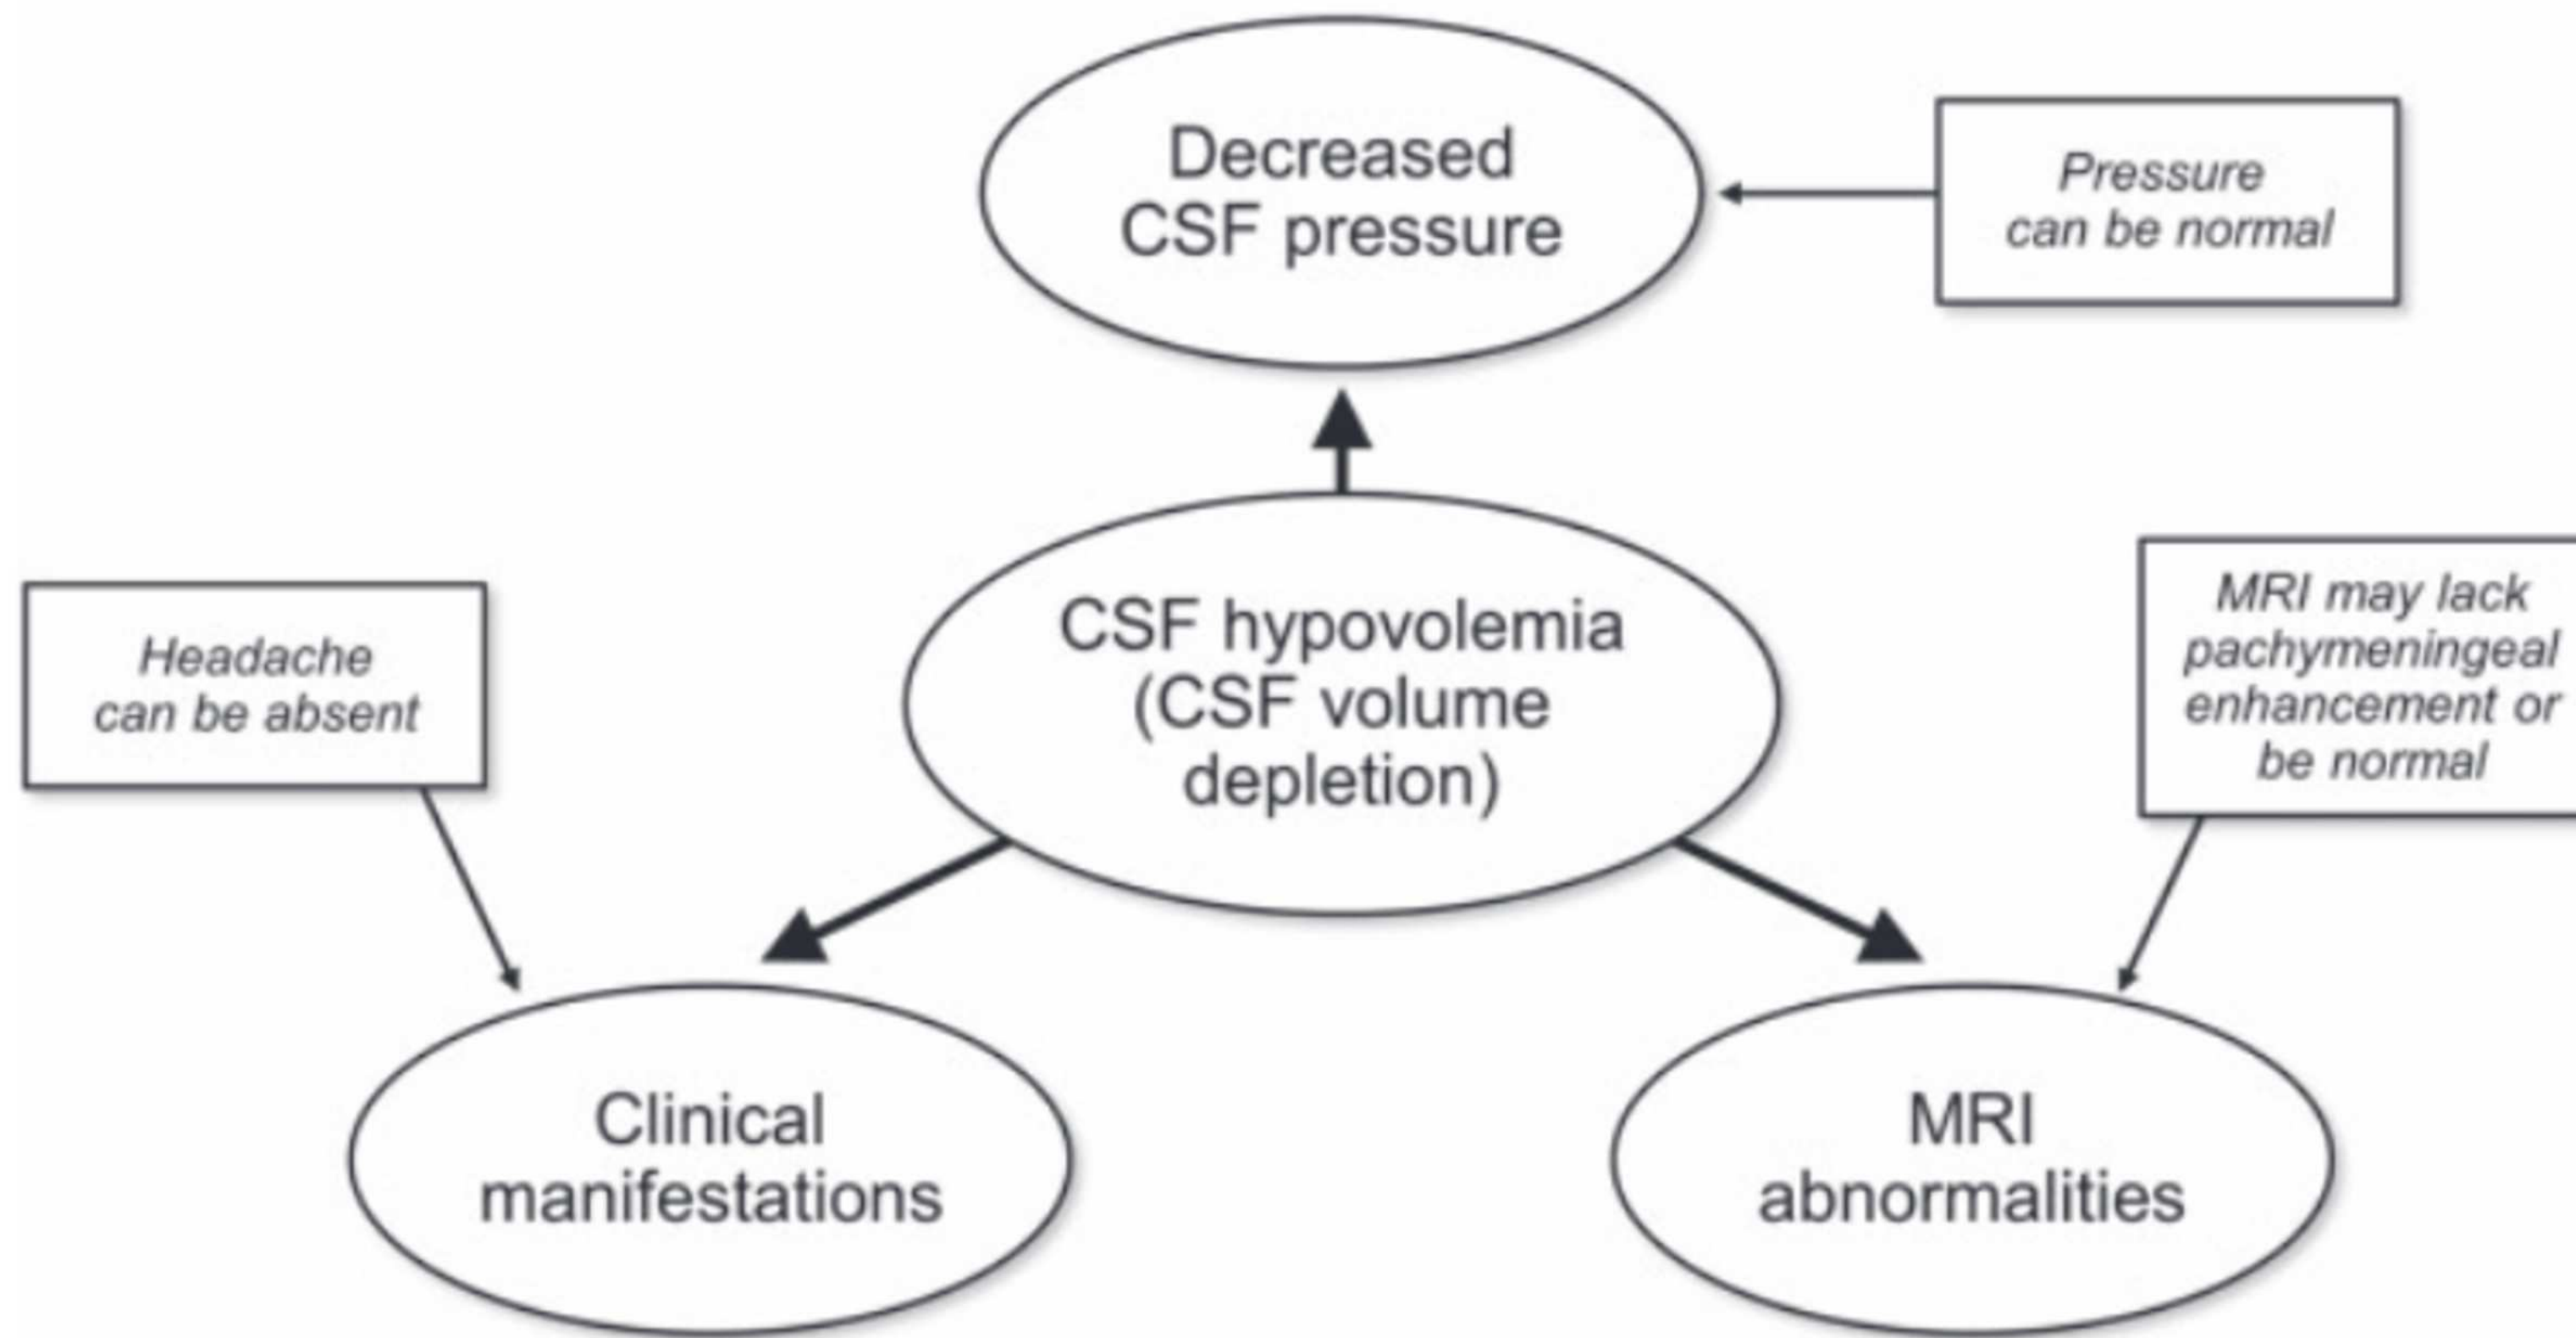 Decreased
CSF pressure
Pressure
can be normal
CSF hypovolemia
(CSF volume
depletion)
Headache
can be absent
MRI may lack
pachymeningeal
enhancement or
be normal
Clinical
manifestations
MRI
abnormalities